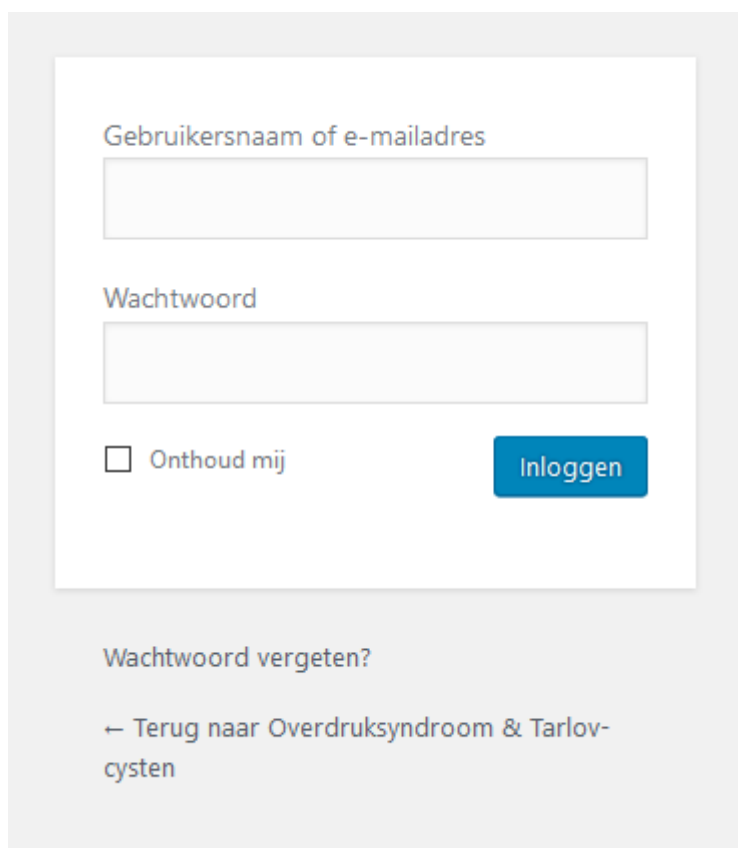 Gebruikersnaam of e-mailadres
Wachtwoord
Onthoud mij
Inloggen
Wachtwoord vergeten?
← Terug naar Overdruksyndroom & Tarlov-
cysten